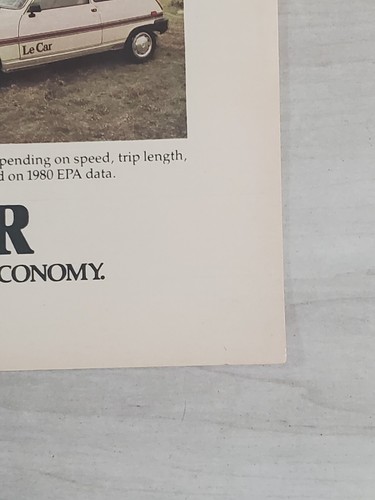 Le Car
pending on speed, trip length,
d on 1980 EPA data.
R
CONOMY.